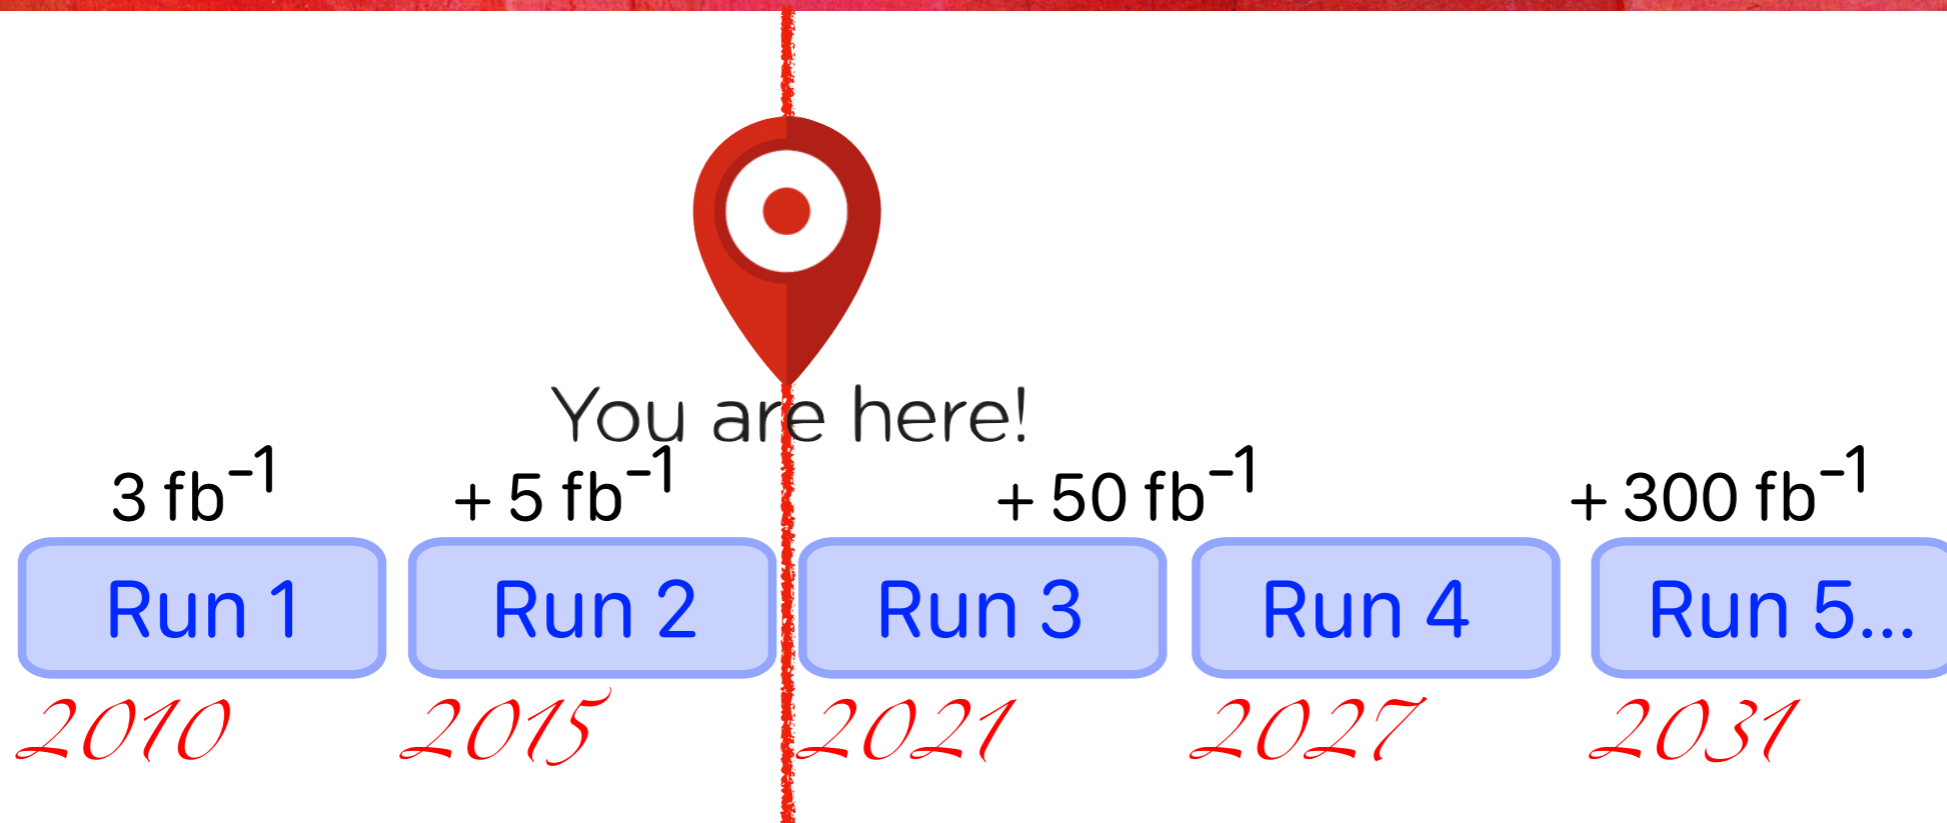 You are here!
3 fb⁻¹ + 5 fb⁻¹ + 50 fb⁻¹ + 300 fb⁻¹
Run 1 Run 2 Run 3 Run 4 Run 5...
2010 2015 2021 2027 2031